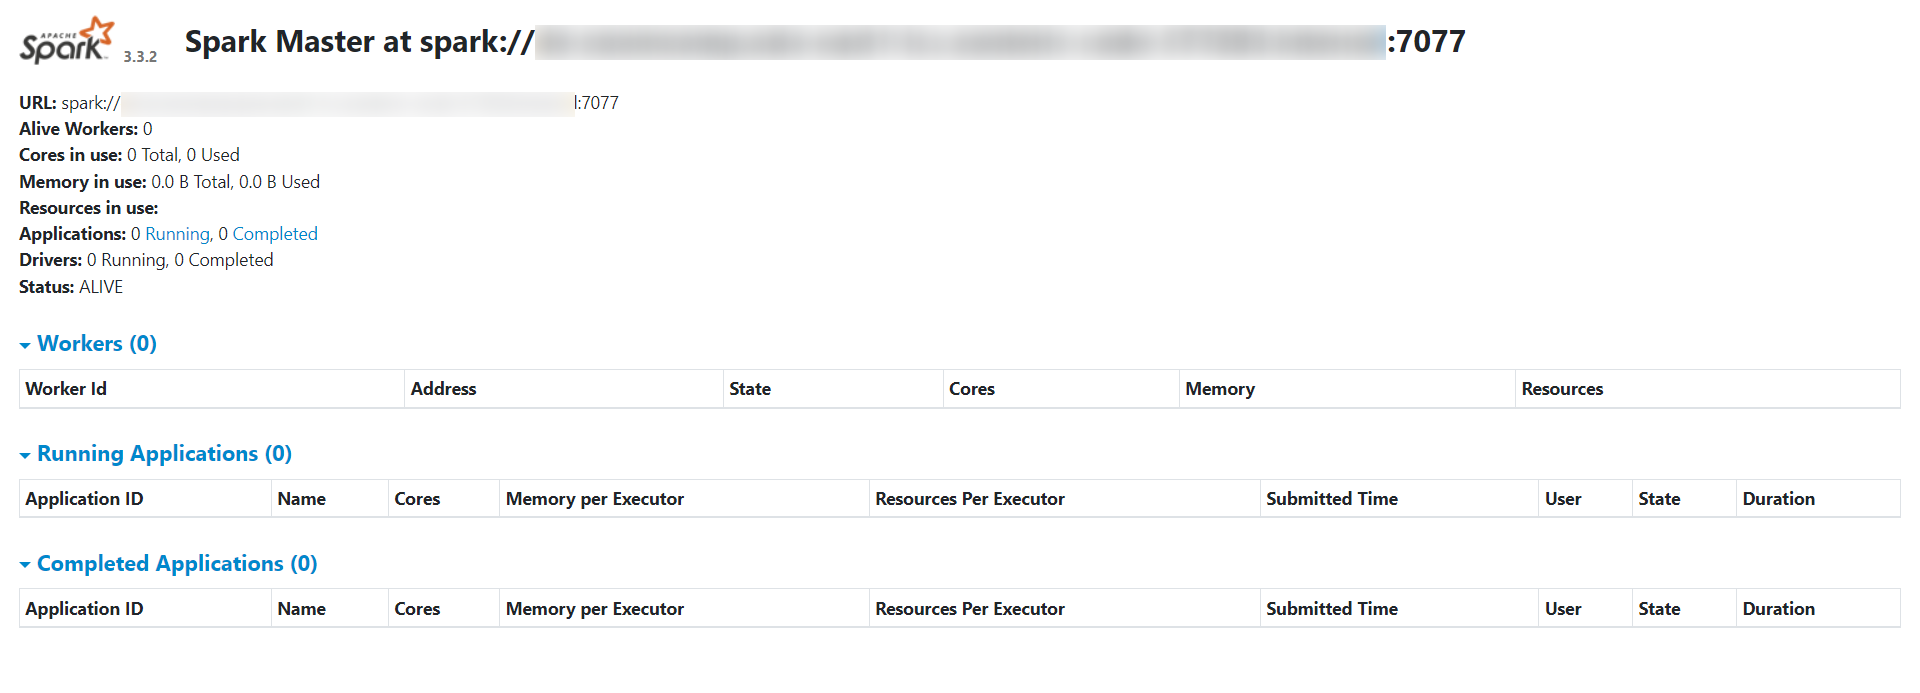 APACHE
Spark 3.3.2 Spark Master at spark:// :7077
URL: spark:// l:7077
Alive Workers: 0
Cores in use: 0 Total, 0 Used
Memory in use: 0.0 B Total, 0.0 B Used
Resources in use:
Applications: 0 Running, 0 Completed
Drivers: 0 Running, 0 Completed
Status: ALIVE
Workers (0)
Worker Id Address State Cores Memory Resources
Running Applications (0)
Application ID Name Cores Memory per Executor Resources Per Executor Submitted Time User State Duration
Completed Applications (0)
Application ID Name Cores Memory per Executor Resources Per Executor Submitted Time User State Duration